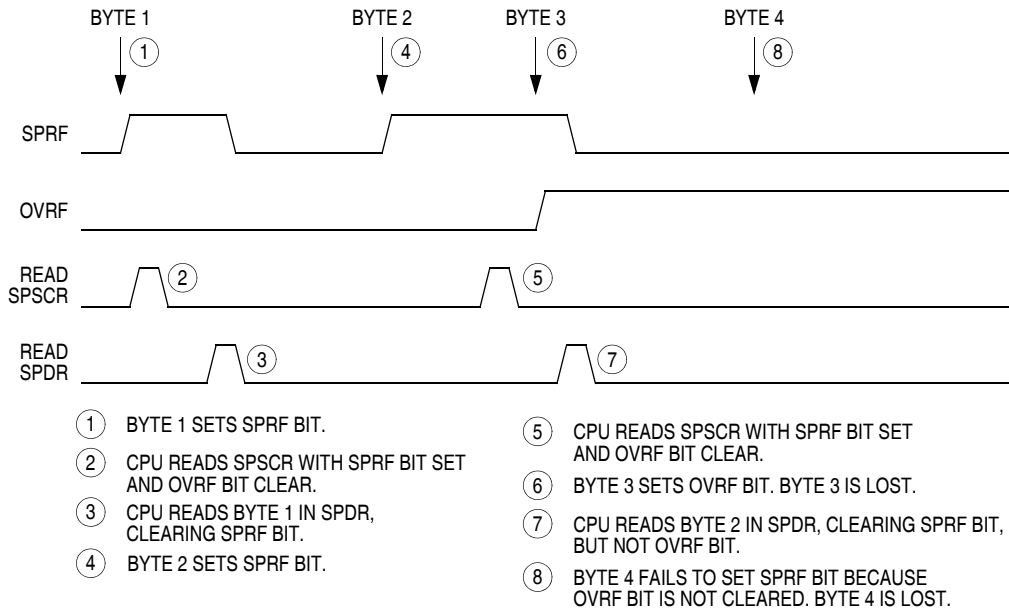 BYTE 1 BYTE 2 BYTE 3 BYTE 4
1 4 6 8
SPRF
OVRF
READ
SPSCR
2 5
READ
SPDR
3 7
1 BYTE 1 SETS SPRF BIT.
2 CPU READS SPSCR WITH SPRF BIT SET
AND OVRF BIT CLEAR.
3 CPU READS BYTE 1 IN SPDR,
CLEARING SPRF BIT.
4 BYTE 2 SETS SPRF BIT.
5 CPU READS SPSCR WITH SPRF BIT SET
AND OVRF BIT CLEAR.
6 BYTE 3 SETS OVRF BIT. BYTE 3 IS LOST.
7 CPU READS BYTE 2 IN SPDR, CLEARING SPRF BIT,
BUT NOT OVRF BIT.
8 BYTE 4 FAILS TO SET SPRF BIT BECAUSE
OVRF BIT IS NOT CLEARED. BYTE 4 IS LOST.